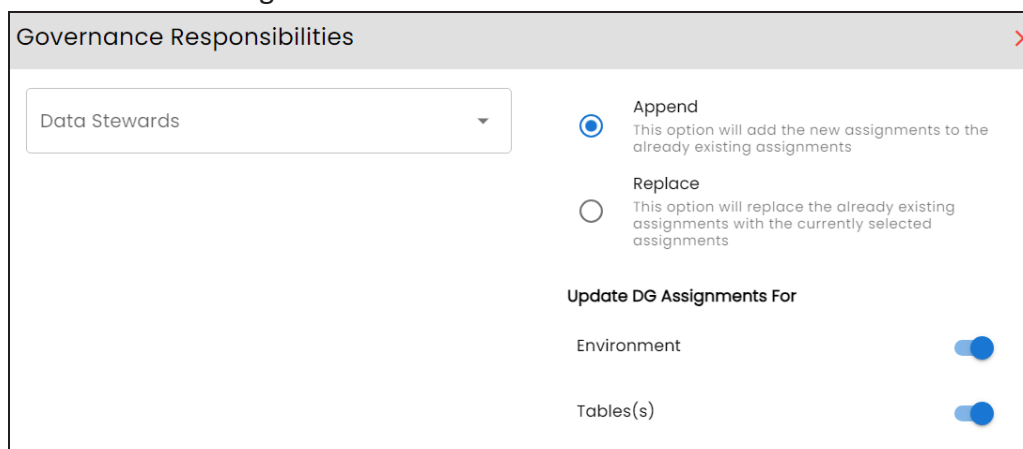 Governance Responsibilities
Data Stewards
Append
This option will add the new assignments to the
already existing assignments
Replace
This option will replace the already existing
assignments with the currently selected
assignments
Update DG Assignments For
Environment
Tables(s)